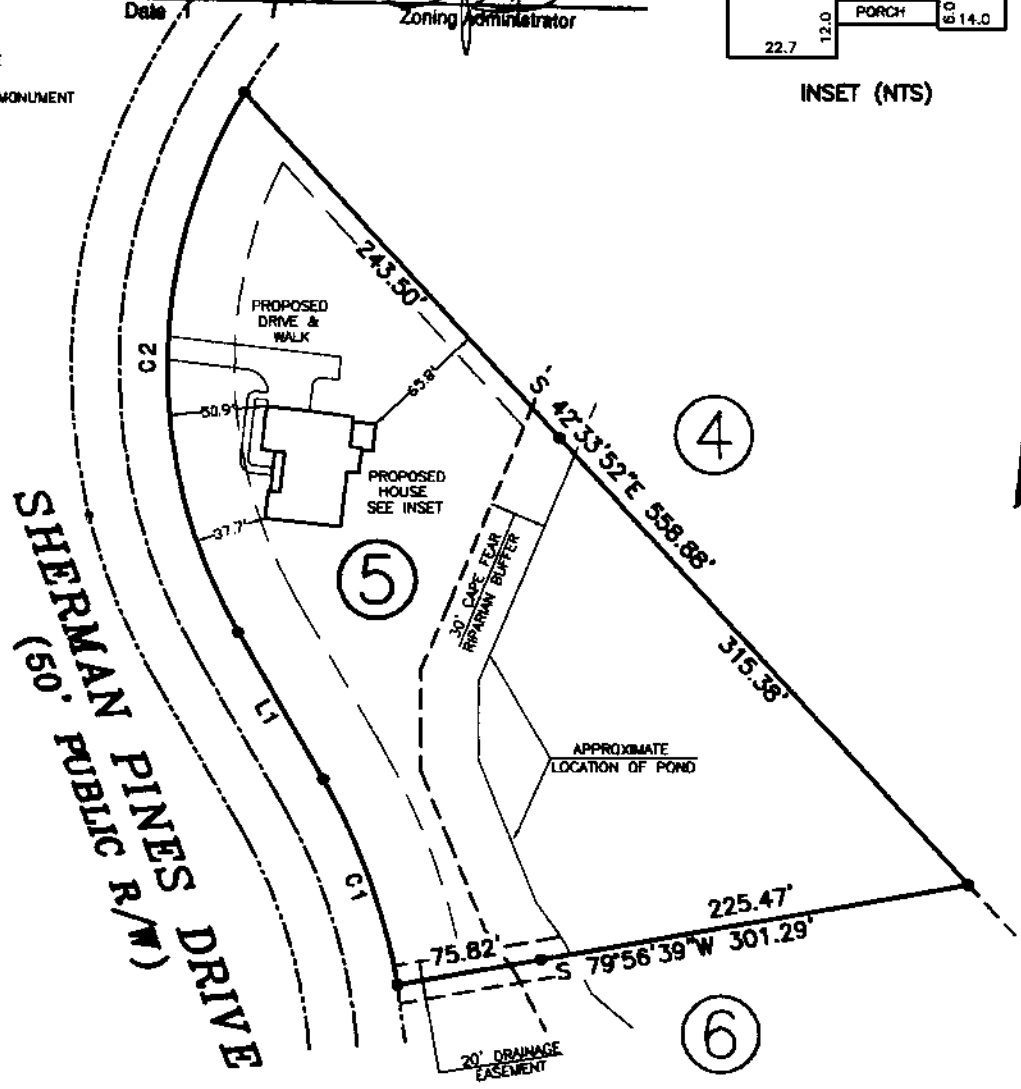 Date
Zoning Administrator
MONUMENT
PORCH
12.0
6.0
14.0
22.7
INSET (NTS)
243.50'
PROPOSED
DRIVE &
WALK
C2
65.8'
50.9'
S 42°33'52"E 558.88'
4
PROPOSED
HOUSE
SEE INSET
37.7'
5
30' CAPE FEAR
RIPARIAN BUFFER
315.38'
SHERMAN PINES DRIVE
(50' PUBLIC R/W)
L1
APPROXIMATE
LOCATION OF POND
C1
225.47'
75.82'
S 79°56'39"W 301.29'
6
20' DRAINAGE
EASEMENT